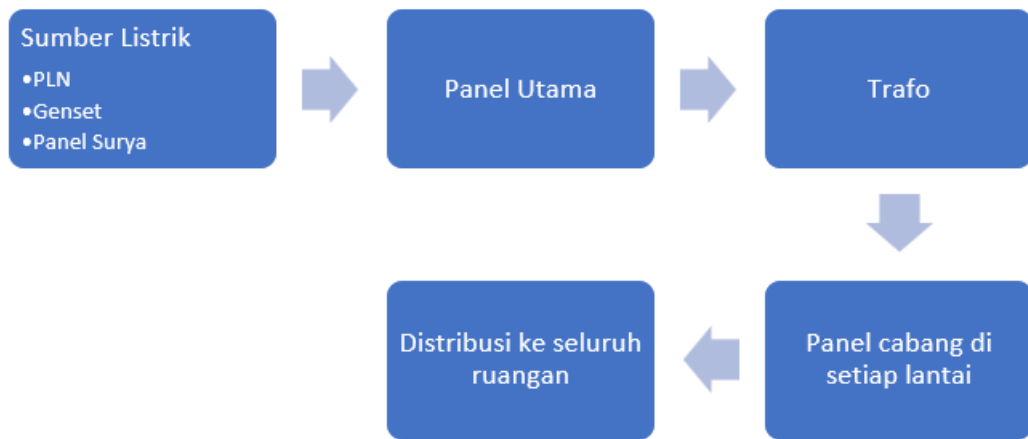 Sumber Listrik
•PLN
•Genset
•Panel Surya
Panel Utama
Trafo
Panel cabang di
setiap lantai
Distribusi ke seluruh
ruangan